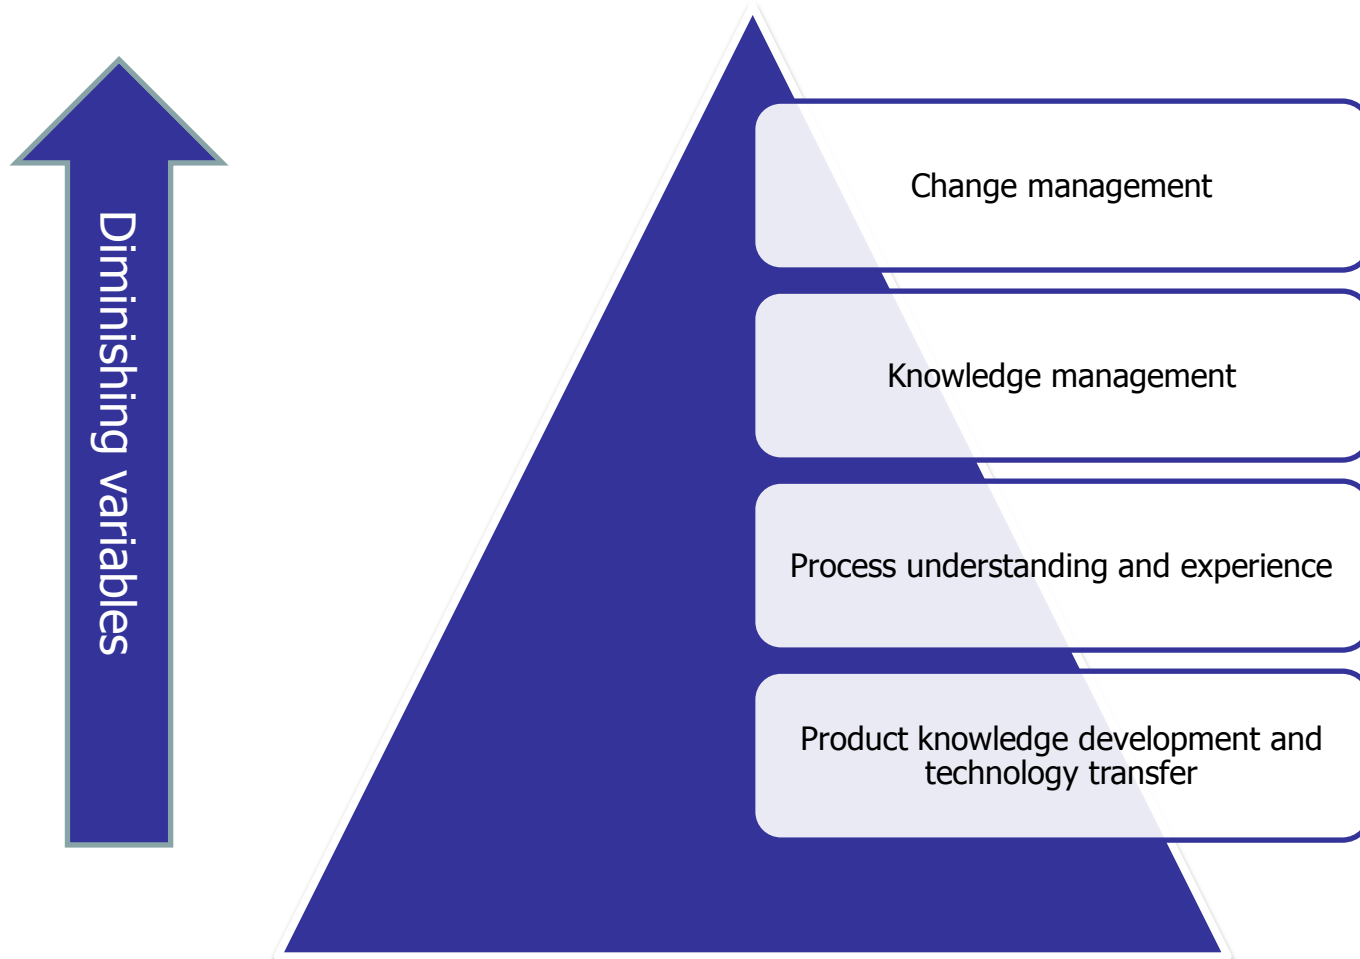 Diminishing variables
Change management
Knowledge management
Process understanding and experience
Product knowledge development and
technology transfer